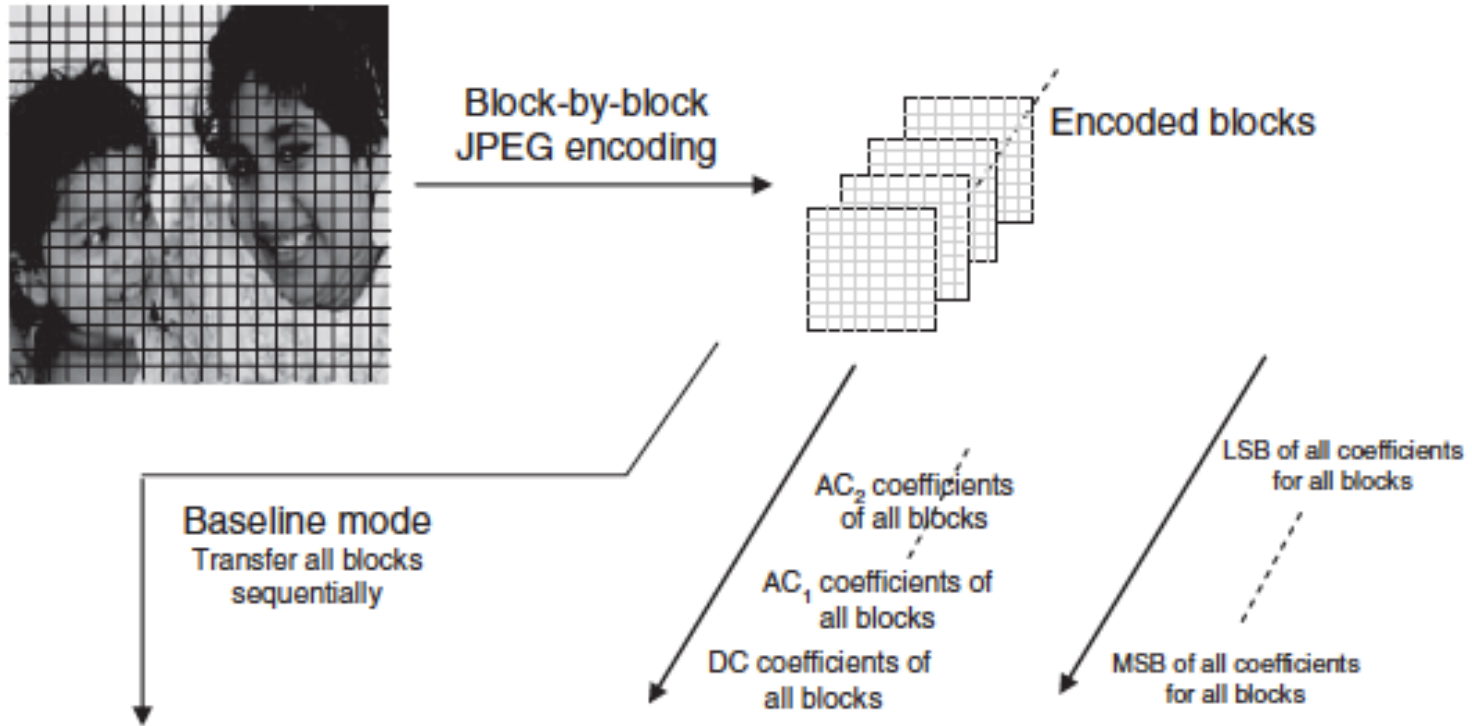 Block-by-block
JPEG encoding
Encoded blocks
Baseline mode
Transfer all blocks
sequentially
AC₂ coefficients
of all blocks
AC₁ coefficients of
all blocks
DC coefficients of
all blocks
LSB of all coefficients
for all blocks
MSB of all coefficients
for all blocks